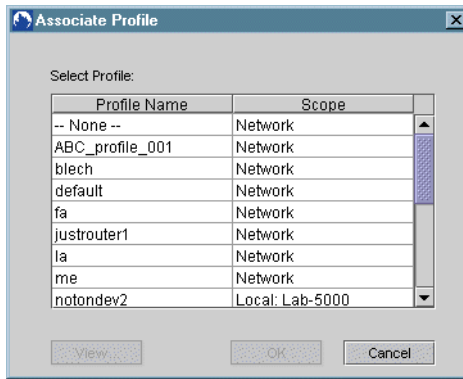 Associate Profile
Select Profile:
Profile Name Scope
-- None -- Network
ABC_profile_001 Network
blech Network
default Network
fa Network
justrouter1 Network
la Network
me Network
notondev2 Local: Lab-5000
View... OK Cancel